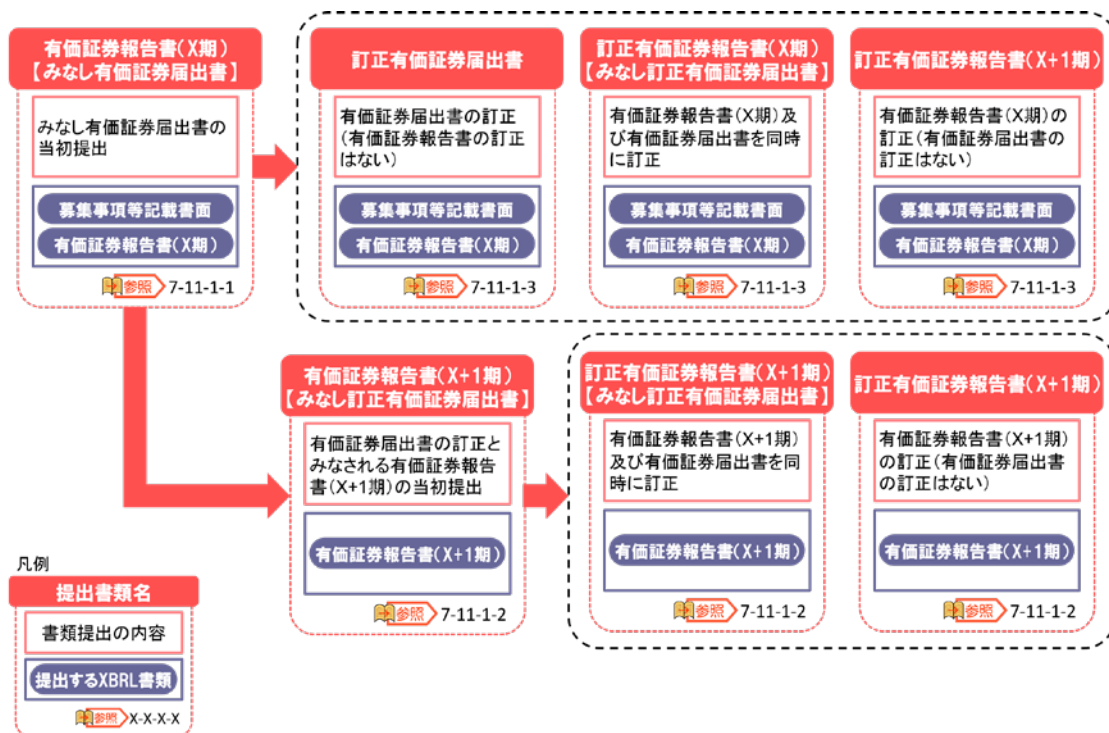 有価証券報告書(X期)
【みなし有価証券届出書】
みなし有価証券届出書の
当初提出
募集事項等記載書面
有価証券報告書(X期)
参照 7-11-1-1
訂正有価証券届出書
有価証券届出書の訂正
(有価証券報告書の訂正
はない)
募集事項等記載書面
有価証券報告書(X期)
参照 7-11-1-3
訂正有価証券報告書(X期)
【みなし訂正有価証券届出書】
有価証券報告書(X期)及
び有価証券届出書を同時
に訂正
募集事項等記載書面
有価証券報告書(X期)
参照 7-11-1-3
訂正有価証券報告書(X+1期)
有価証券報告書(X期)の
訂正(有価証券届出書の
訂正はない)
募集事項等記載書面
有価証券報告書(X期)
参照 7-11-1-3
有価証券報告書(X+1期)
【みなし訂正有価証券届出書】
有価証券届出書の訂正と
みなされる有価証券報告
書(X+1期)の当初提出
有価証券報告書(X+1期)
参照 7-11-1-2
訂正有価証券報告書(X+1期)
【みなし訂正有価証券届出書】
有価証券報告書(X+1期)
及び有価証券届出書を同
時に訂正
有価証券報告書(X+1期)
参照 7-11-1-2
訂正有価証券報告書(X+1期)
有価証券報告書(X+1期)
の訂正(有価証券届出書
の訂正はない)
有価証券報告書(X+1期)
参照 7-11-1-2
凡例
提出書類名
書類提出の内容
提出するXBRL書類
参照 X-X-X-X